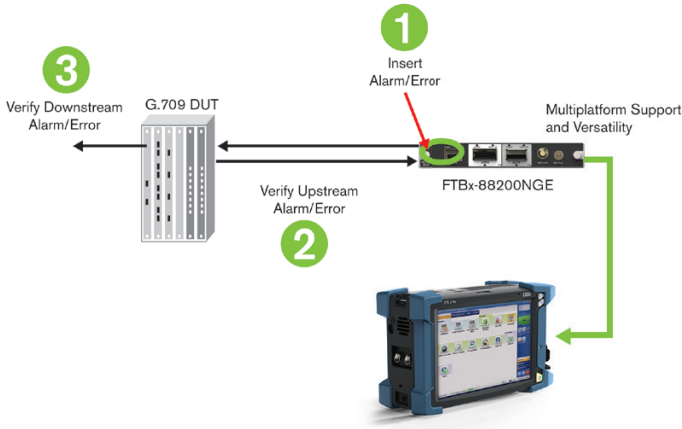 1
Insert
Alarm/Error
3
Verify Downstream
Alarm/Error
G.709 DUT
Multiplatform Support
and Versatility
FTBx-88200NGE
Verify Upstream
Alarm/Error
2